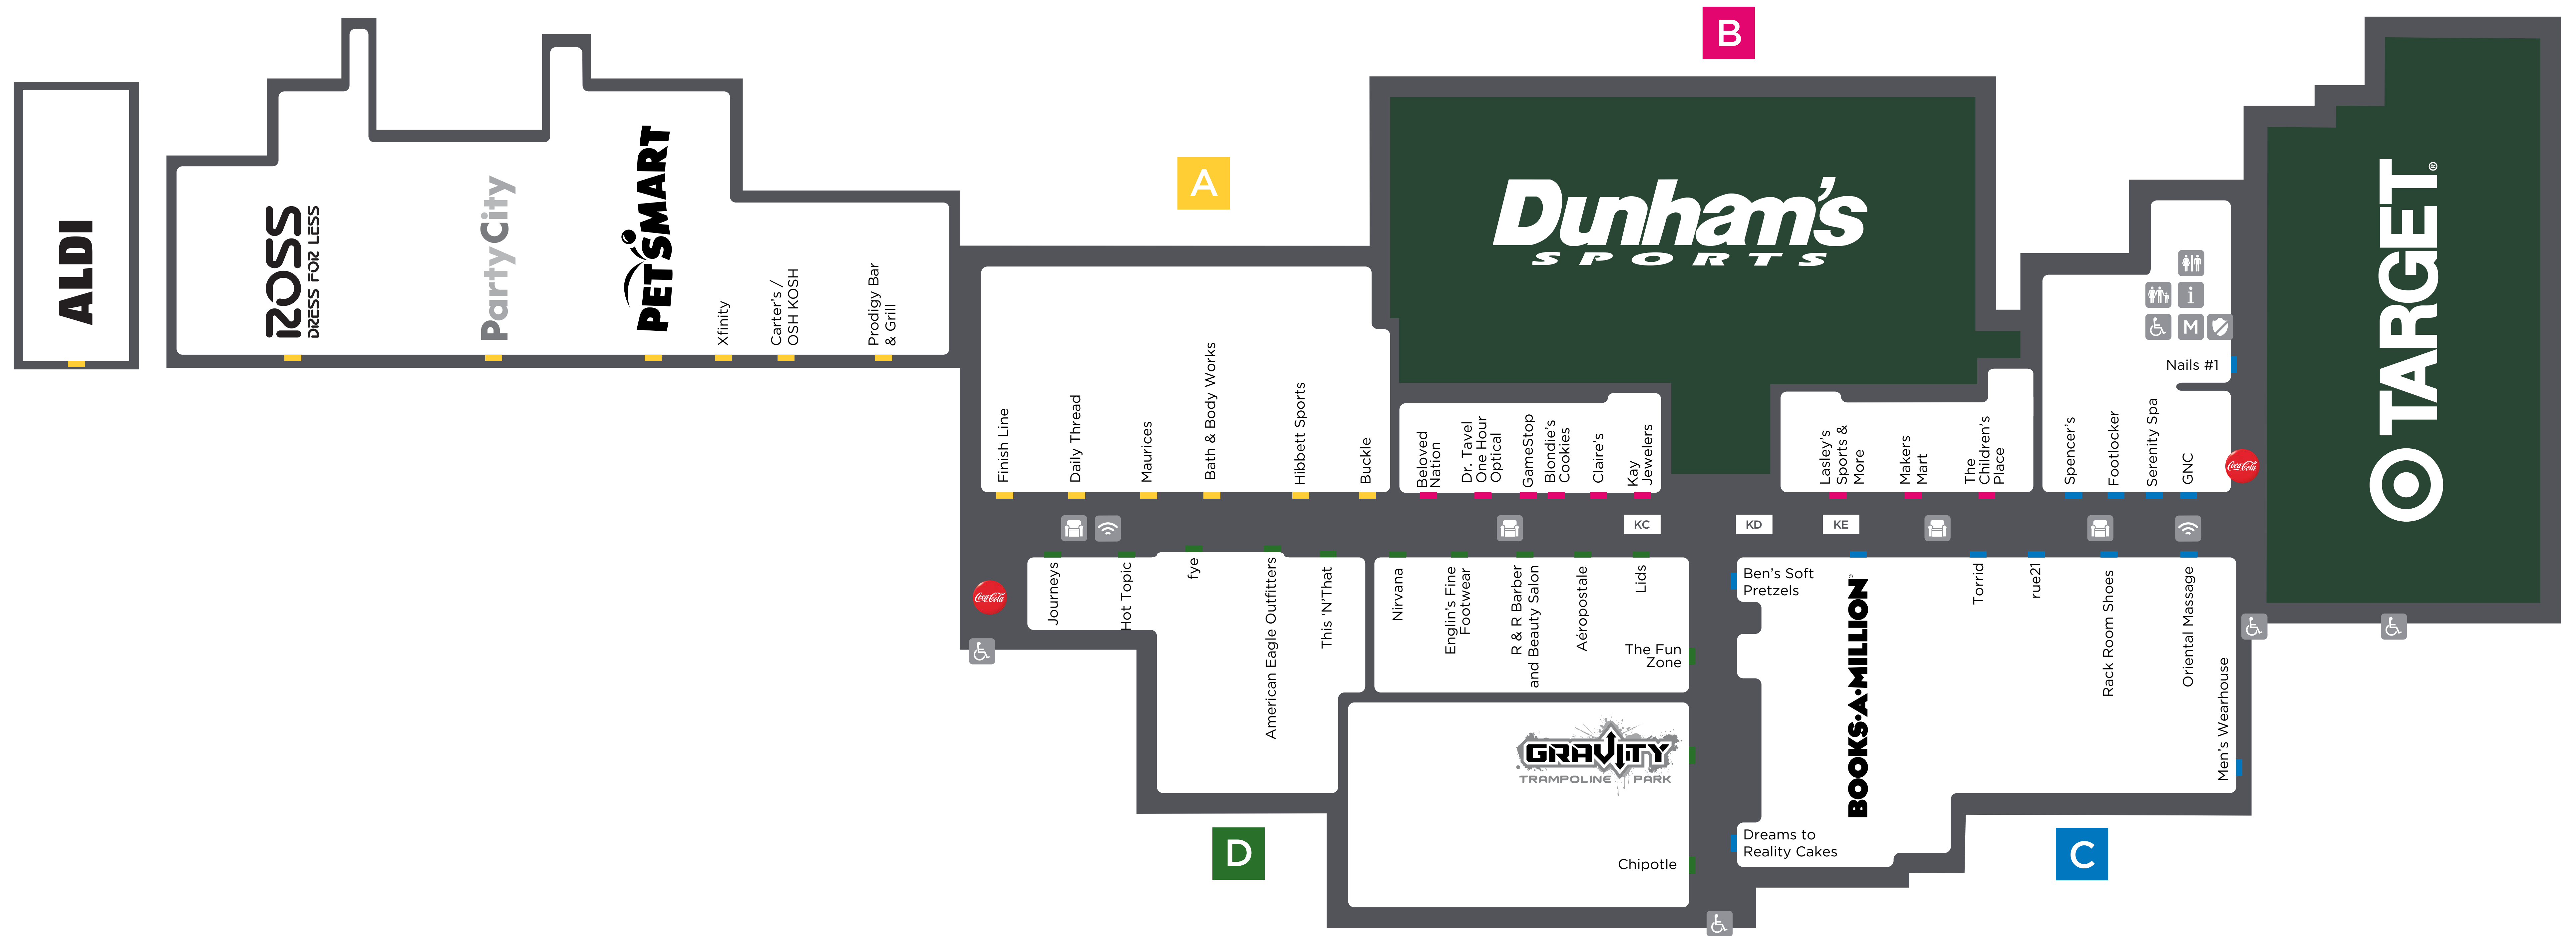 B
A
ALDI
ROSS
DRESS FOR LESS
PartyCity
PETSMART
Xfinity
Carter's /
OSH KOSH
Prodigy Bar
& Grill
Dunham's
SPORTS
TARGET®
i
M
Nails #1
Finish Line
Daily Thread
Maurices
Bath & Body Works
Hibbett Sports
Buckle
Beloved
Nation
Dr. Tavel
One Hour
Optical
GameStop
Blondie's
Cookies
Claire's
Kay
Jewelers
Lasley's
Sports &
More
Makers
Mart
The
Children's
Place
Spencer's
Footlocker
Serenity Spa
GNC
Coca-Cola
KC
KD
KE
Coca-Cola
Journeys
Hot Topic
fye
American Eagle Outfitters
This 'N'That
Nirvana
Englin's Fine
Footwear
R & R Barber
and Beauty Salon
Aéropostale
Lids
The Fun
Zone
Ben's Soft
Pretzels
BOOKS·A·MILLION®
Torrid
rue21
Rack Room Shoes
Oriental Massage
Men's Wearhouse
GRAVITY
TRAMPOLINE PARK
Chipotle
Dreams to
Reality Cakes
D
C